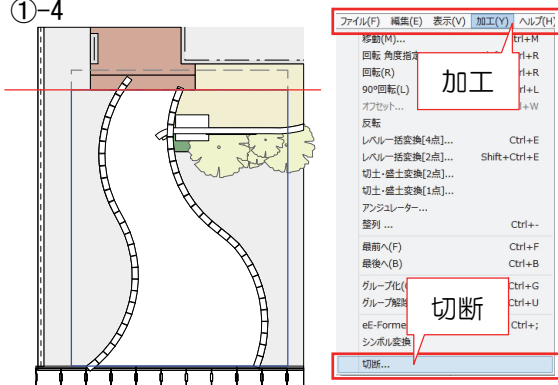 ①-4
ファイル(F) 編集(E) 表示(V) 加工(Y) ヘルプ(H
移動(M)... trl+M
回転 角度指定 l+R
回転(R) l+R
90°回転(L) l+L
オフセット... l+W
反転
レベル一括変換[4点]... Ctrl+E
レベル一括変換[2点]... Shift+Ctrl+E
切土・盛土変換[2点]...
切土・盛土変換[1点]...
アンジュレーター...
整列 ... Ctrl+-
最前へ(F) Ctrl+F
最後へ(B) Ctrl+B
グループ化( Ctrl+G
グループ解除 Ctrl+U
eE-Forme Ctrl+;
シンボル変換
切断...
加工
切断